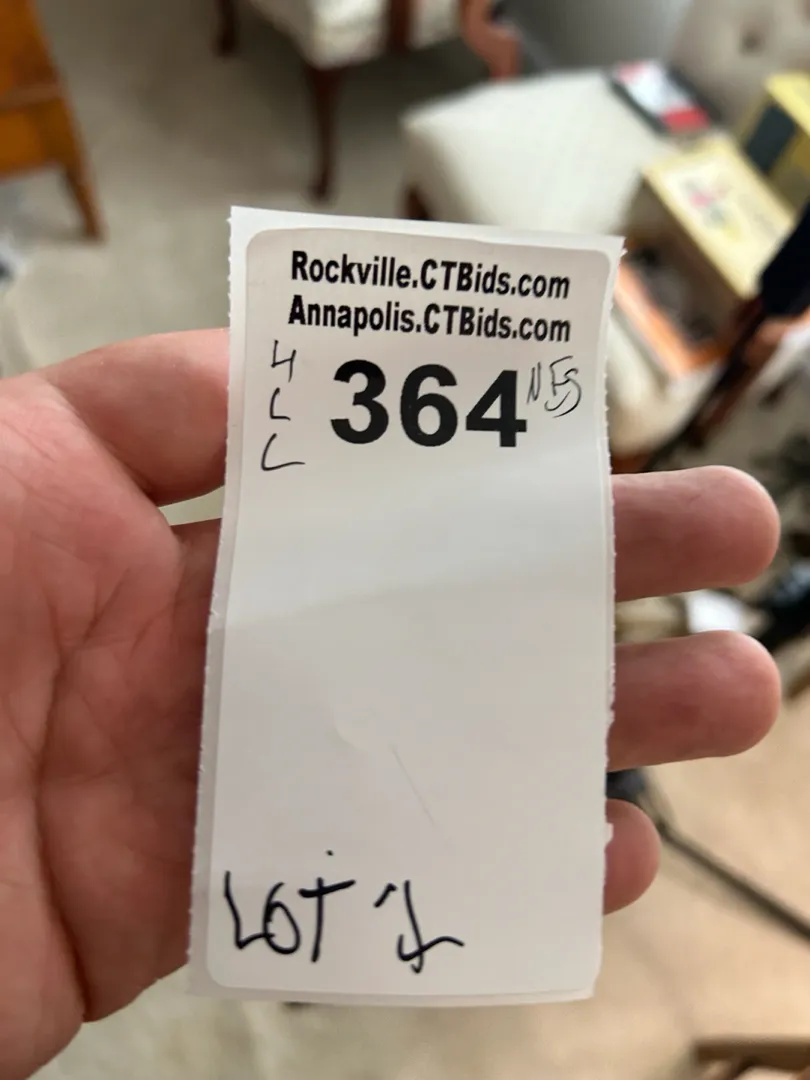 Rockville.CTBids.com
Annapolis.CTBids.com
364
LOT 1